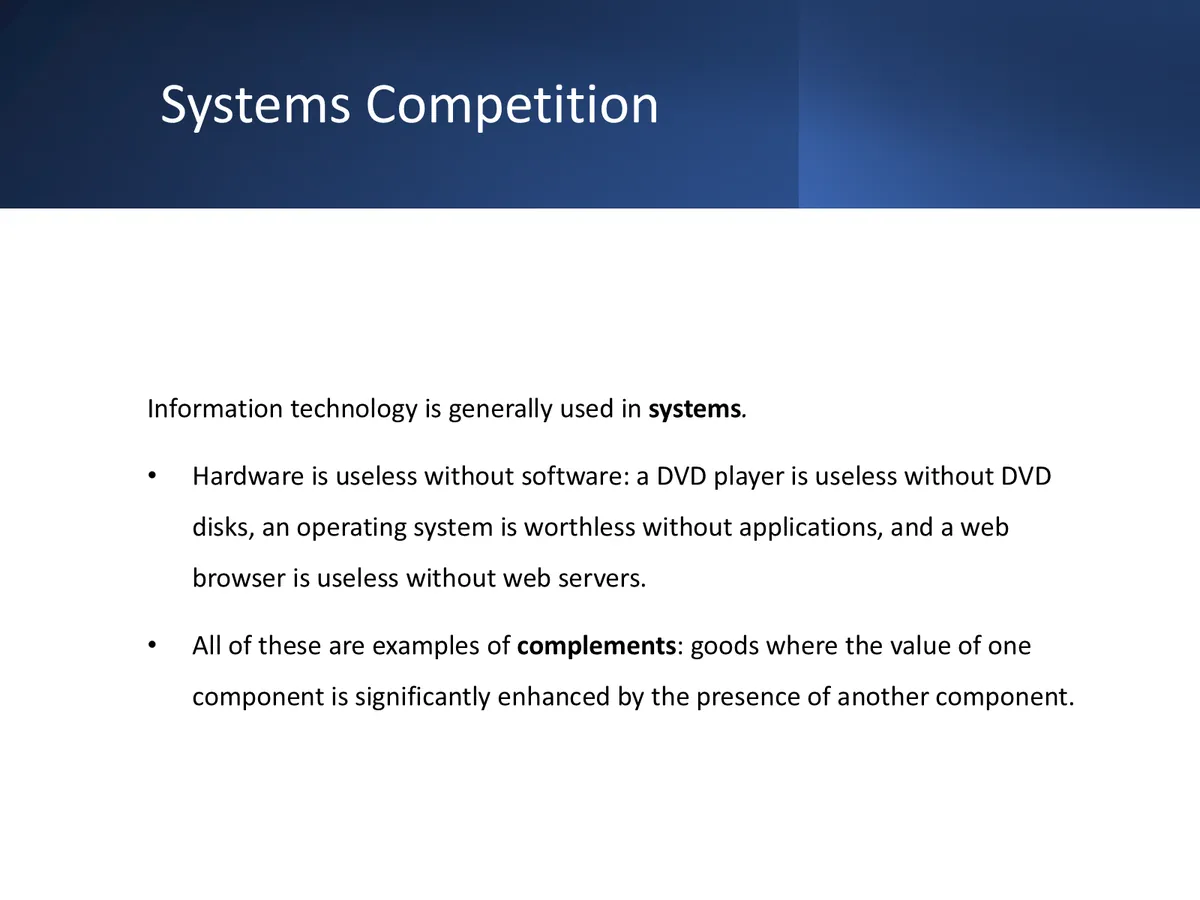 Systems Competition
Information technology is generally used in systems.
• Hardware is useless without software: a DVD player is useless without DVD
disks, an operating system is worthless without applications, and a web
browser is useless without web servers.
• All of these are examples of complements: goods where the value of one
component is significantly enhanced by the presence of another component.